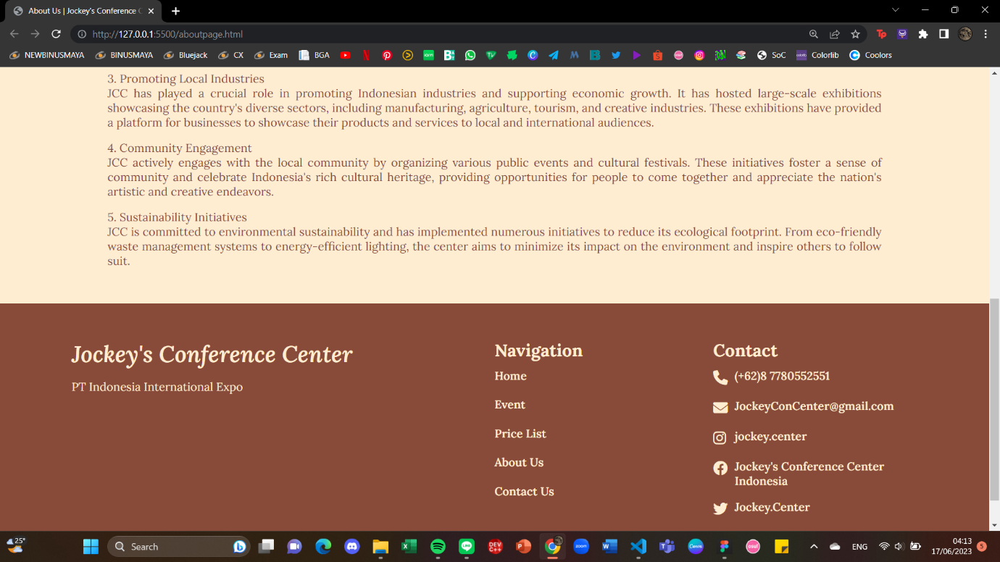 About Us | Jockey's Conference C
http://127.0.0.1:5500/aboutpage.html
NEWBINUSMAYA BINUSMAYA Bluejack CX Exam BGA SoC Colorlib Coolors
3. Promoting Local Industries
JCC has played a crucial role in promoting Indonesian industries and supporting economic growth. It has hosted large-scale exhibitions
showcasing the country's diverse sectors, including manufacturing, agriculture, tourism, and creative industries. These exhibitions have provided
a platform for businesses to showcase their products and services to local and international audiences.
4. Community Engagement
JCC actively engages with the local community by organizing various public events and cultural festivals. These initiatives foster a sense of
community and celebrate Indonesia's rich cultural heritage, providing opportunities for people to come together and appreciate the nation's
artistic and creative endeavors.
5. Sustainability Initiatives
JCC is committed to environmental sustainability and has implemented numerous initiatives to reduce its ecological footprint. From eco-friendly
waste management systems to energy-efficient lighting, the center aims to minimize its impact on the environment and inspire others to follow
suit.
Jockey's Conference Center
PT Indonesia International Expo
Navigation
Home
Event
Price List
About Us
Contact Us
Contact
(+62)8 7780552551
JockeyConCenter@gmail.com
jockey.center
Jockey's Conference Center
Indonesia
Jockey.Center
25°
Search
ENG
04:13
17/06/2023
5